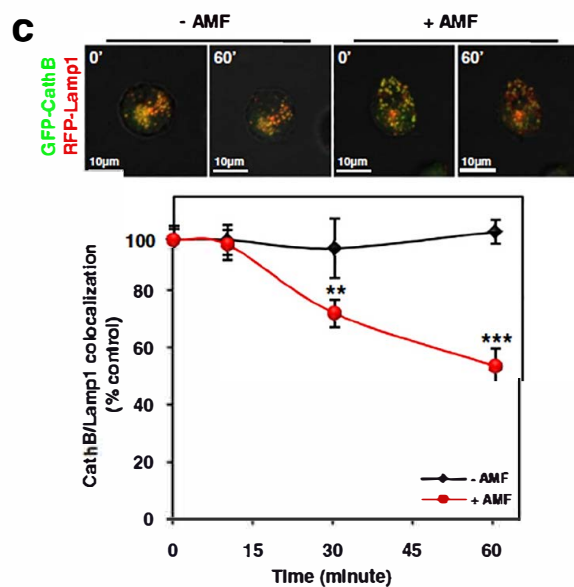 C
- AMF + AMF
GFP-CathB
RFP-Lamp1
0' 60' 0' 60'
10µm 10µm 10µm 10µm
CathB/Lamp1 colocalization
(% control)
100
80
60
40
20
0
**
***
- AMF
+ AMF
0 15 30 45 60
Time (minute)